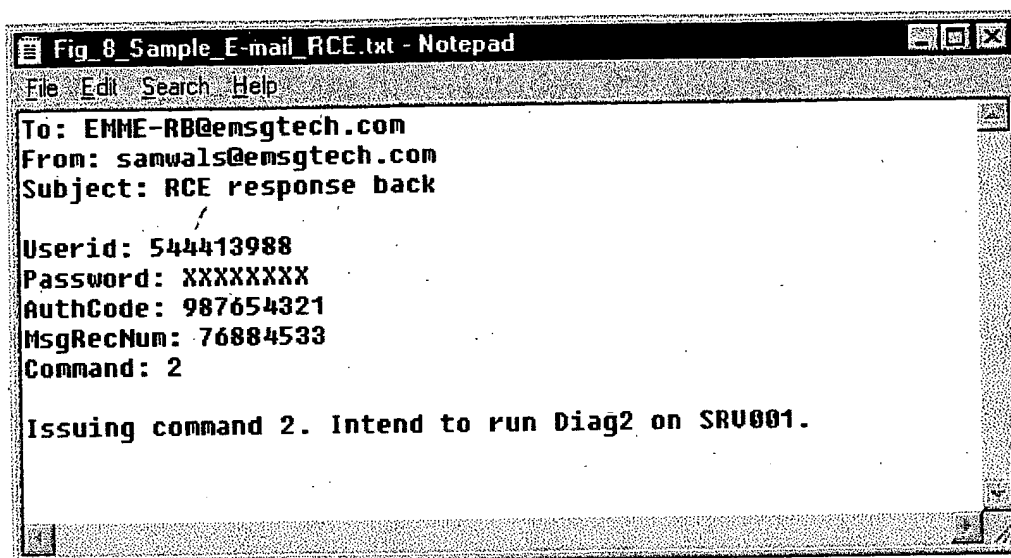 Fig_8_Sample_E-mail_RCE.txt - Notepad
File Edit Search Help
To: EMME-RB@emsgtech.com
From: samwals@emsgtech.com
Subject: RCE response back
Userid: 544413988
Password: XXXXXXXX
AuthCode: 987654321
MsgRecNum: 76884533
Command: 2
Issuing command 2. Intend to run Diag2 on SRV001.